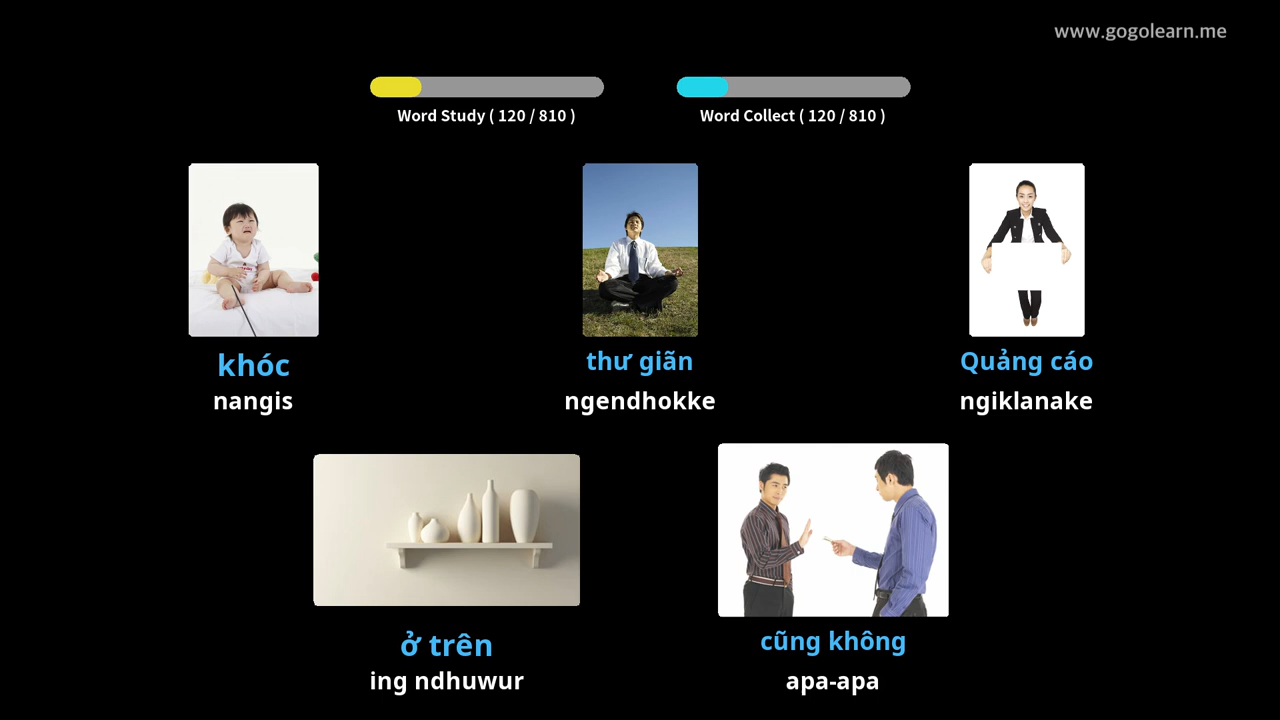 www.gogolearn.me
Word Study ( 120 / 810 )
Word Collect ( 120 / 810 )
khóc
nangis
thư giãn
ngendhokke
Quảng cáo
ngiklanake
ở trên
ing ndhuwur
cũng không
apa-apa